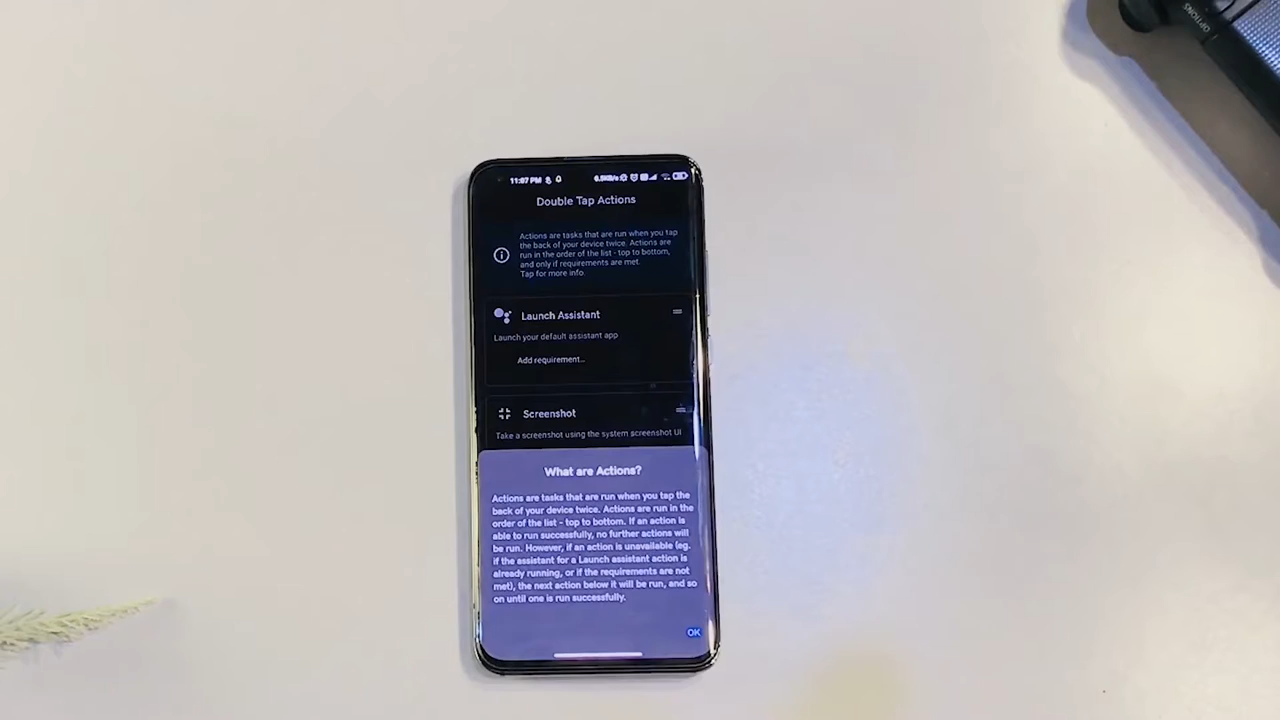 OPTIONS
11:07 PM
6.5KB/s
Double Tap Actions
Actions are tasks that are run when you tap
the back of your device twice. Actions are
run in the order of the list - top to bottom,
and only if requirements are met.
Tap for more info.
Launch Assistant
Launch your default assistant app
Add requirement...
Screenshot
Take a screenshot using the system screenshot UI
What are Actions?
Actions are tasks that are run when you tap the
back of your device twice. Actions are run in the
order of the list - top to bottom. If an action is
able to run successfully, no further actions will
be run. However, if an action is unavailable (eg.
if the assistant for a Launch assistant action is
already running, or if the requirements are not
met), the next action below it will be run, and so
on until one is run successfully.
OK